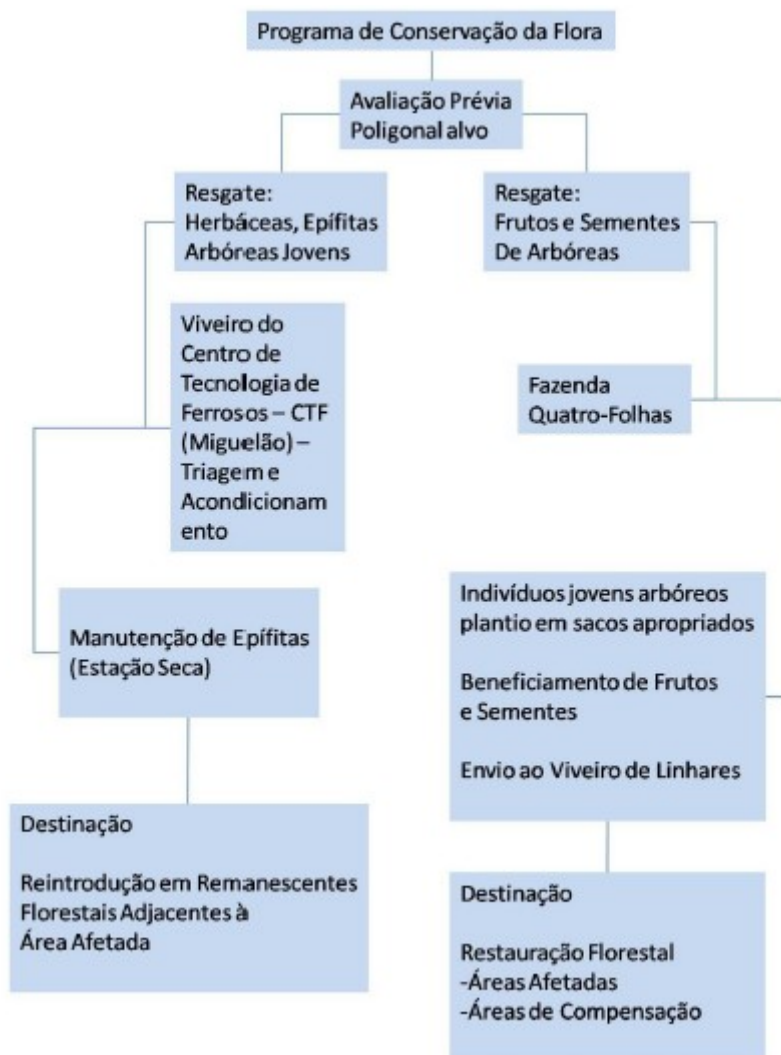 Programa de Conservação da Flora
Avaliação Prévia
Poligonal alvo
Resgate:
Herbáceas, Epífitas
Arbóreas Jovens
Resgate:
Frutos e Sementes
De Arbóreas
Viveiro do
Centro de
Tecnologia de
Ferrosos – CTF
(Miguelão) –
Triagem e
Acondicionam
ento
Fazenda
Quatro-Folhas
Manutenção de Epífitas
(Estação Seca)
Indivíduos jovens arbóreos
plantio em sacos apropriados
Beneficiamento de Frutos
e Sementes
Envio ao Viveiro de Linhares
Destinação
Reintrodução em Remanescentes
Florestais Adjacentes à
Área Afetada
Destinação
Restauração Florestal
-Áreas Afetadas
-Áreas de Compensação